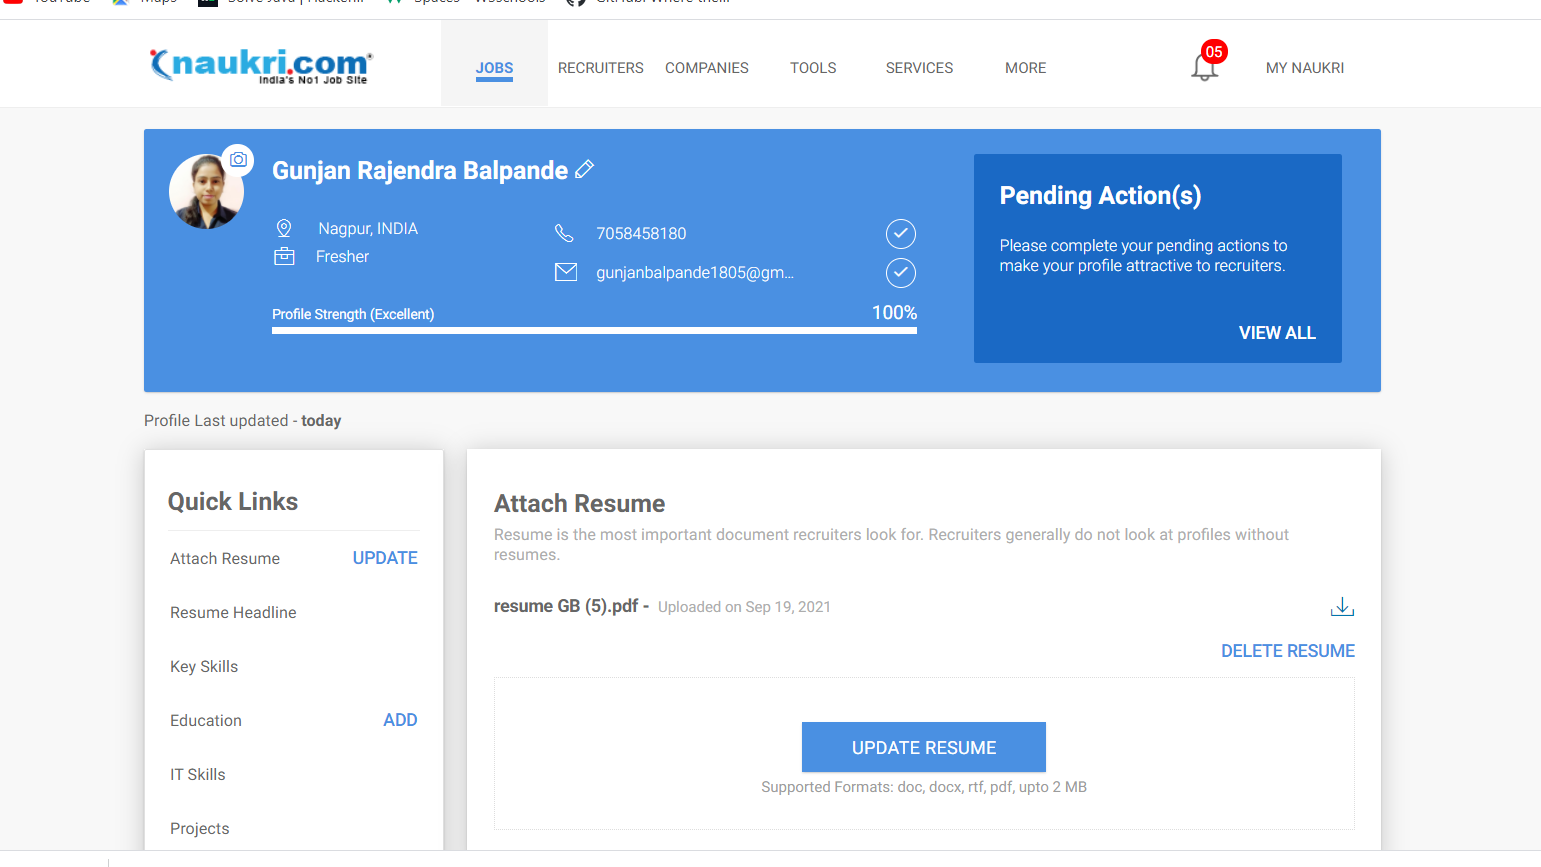 naukri.com
India's No1 Job Site
JOBS
RECRUITERS
COMPANIES
TOOLS
SERVICES
MORE
05
MY NAUKRI
Gunjan Rajendra Balpande
Nagpur, INDIA
Fresher
7058458180
gunjanbalpande1805@gm...
Profile Strength (Excellent)
100%
Pending Action(s)
Please complete your pending actions to
make your profile attractive to recruiters.
VIEW ALL
Profile Last updated - today
Quick Links
Attach Resume
UPDATE
Resume Headline
Key Skills
Education
ADD
IT Skills
Projects
Attach Resume
Resume is the most important document recruiters look for. Recruiters generally do not look at profiles without
resumes.
resume GB (5).pdf - Uploaded on Sep 19, 2021
DELETE RESUME
UPDATE RESUME
Supported Formats: doc, docx, rtf, pdf, upto 2 MB